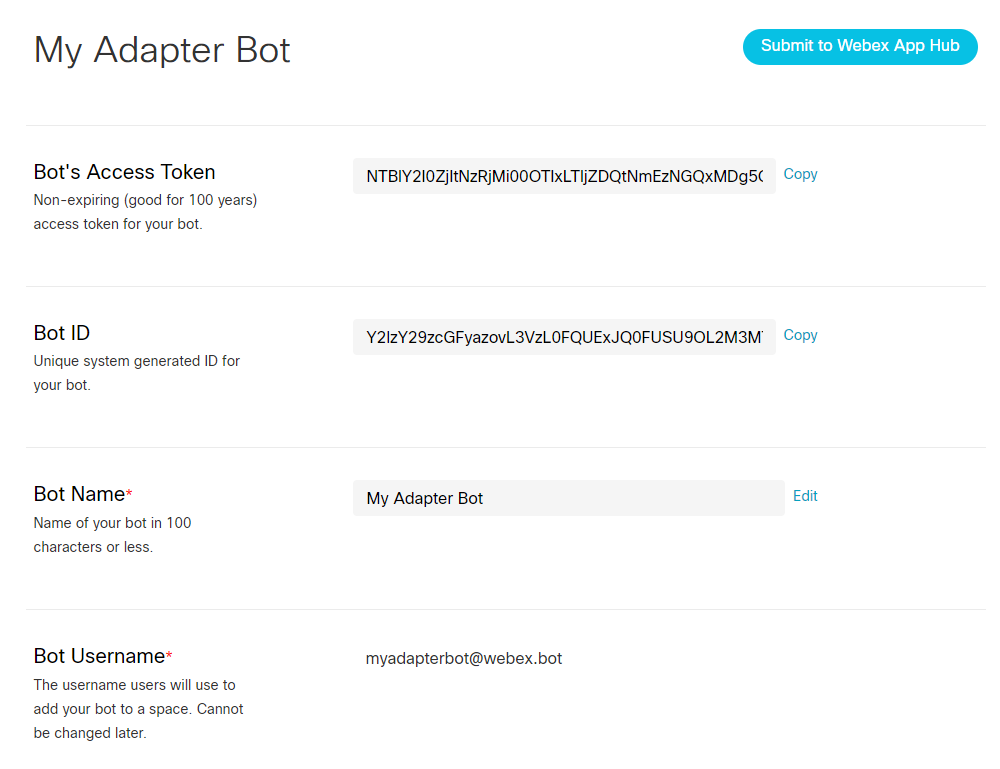 My Adapter Bot
Submit to Webex App Hub
Bot's Access Token
NTBlY2I0ZjItNzRjMi00OTIxLTljZDQtNmEzNGQxMDg5
Copy
Non-expiring (good for 100 years)
access token for your bot.
Bot ID
Y2lzY29zcGFyazovL3VzL0FQUExJQ0FUSU9OL2M3M
Copy
Unique system generated ID for
your bot.
Bot Name*
My Adapter Bot
Edit
Name of your bot in 100
characters or less.
Bot Username*
myadapterbot@webex.bot
The username users will use to
add your bot to a space. Cannot
be changed later.